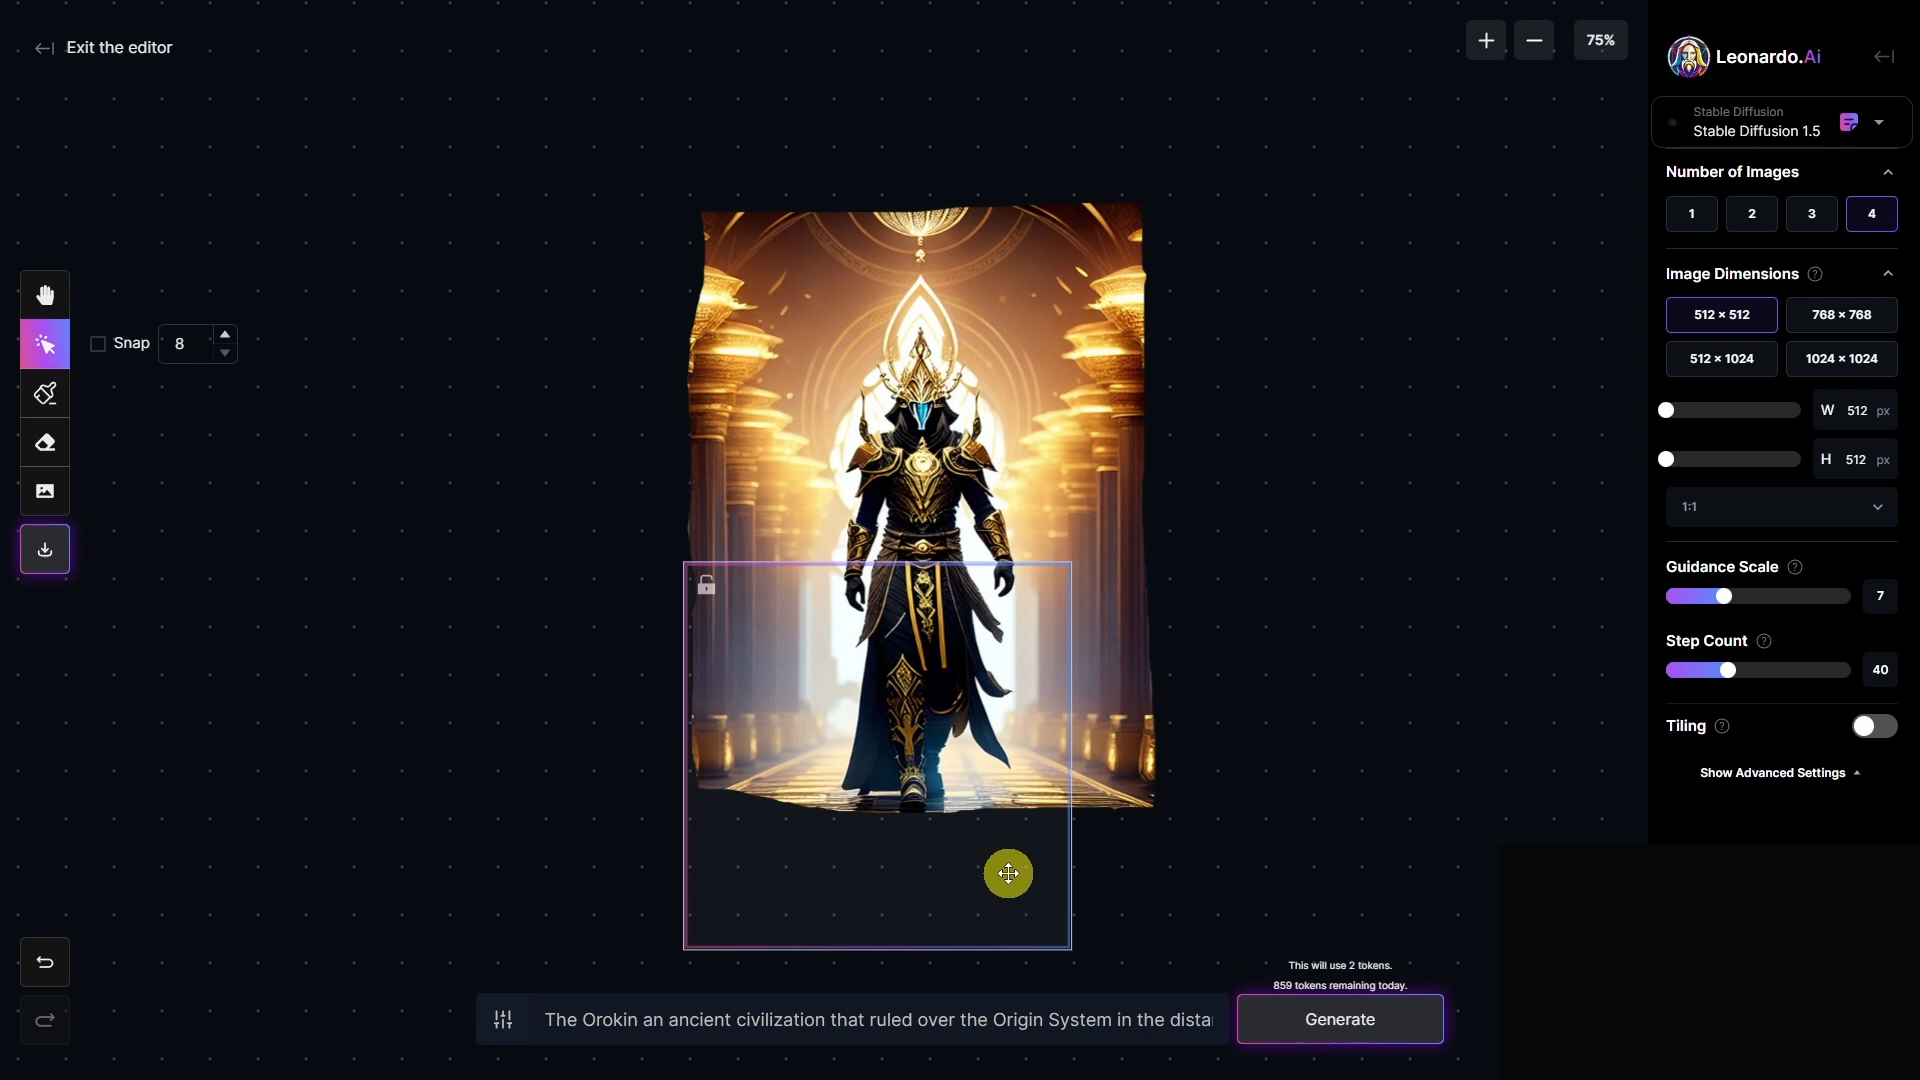 Exit the editor
75%
Leonardo.Ai
Stable Diffusion
Stable Diffusion 1.5
Number of Images
1 2 3 4
Image Dimensions ?
512 × 512 768 × 768
512 × 1024 1024 × 1024
W 512 px
H 512 px
1:1
Guidance Scale ?
7
Step Count ?
40
Tiling ?
Show Advanced Settings
Snap 8
This will use 2 tokens.
859 tokens remaining today.
The Orokin an ancient civilization that ruled over the Origin System in the dista
Generate